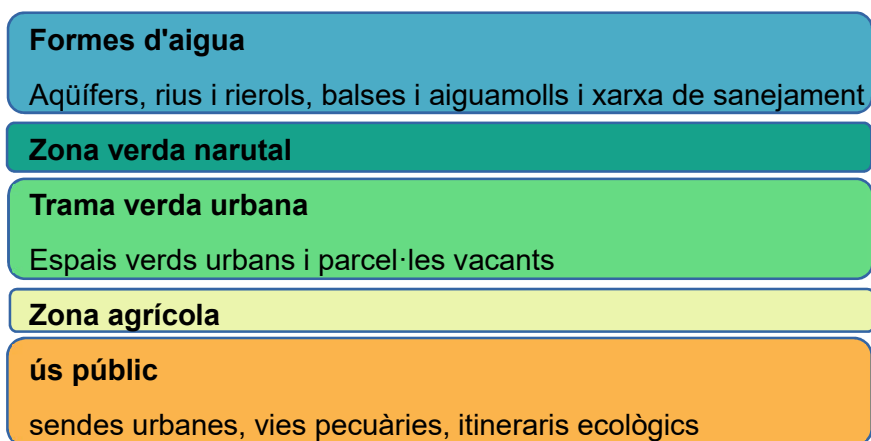 Formes d'aigua
Aqüífers, rius i rierols, balses i aiguamolls i xarxa de sanejament
Zona verda narutal
Trama verda urbana
Espais verds urbans i parcel·les vacants
Zona agrícola
ús públic
sendes urbanes, vies pecuàries, itineraris ecològics